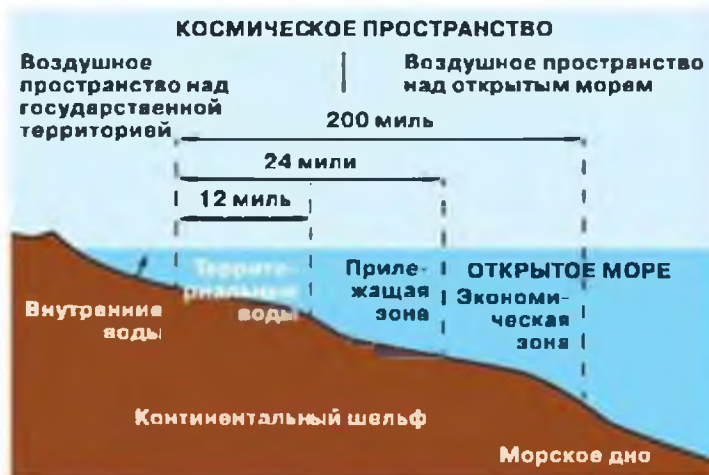 КОСМИЧЕСКОЕ ПРОСТРАНСТВО
Воздушное
пространство над
государственной
территорией
Воздушное пространство
над открытым морем
200 миль
24 мили
12 миль
Внутренние
воды
Террите-
риальные
воды
Приле-
жащая
зона
ОТКРЫТОЕ МОРЕ
Экономи-
ческая
зона
Континентальный шельф
Морское дно